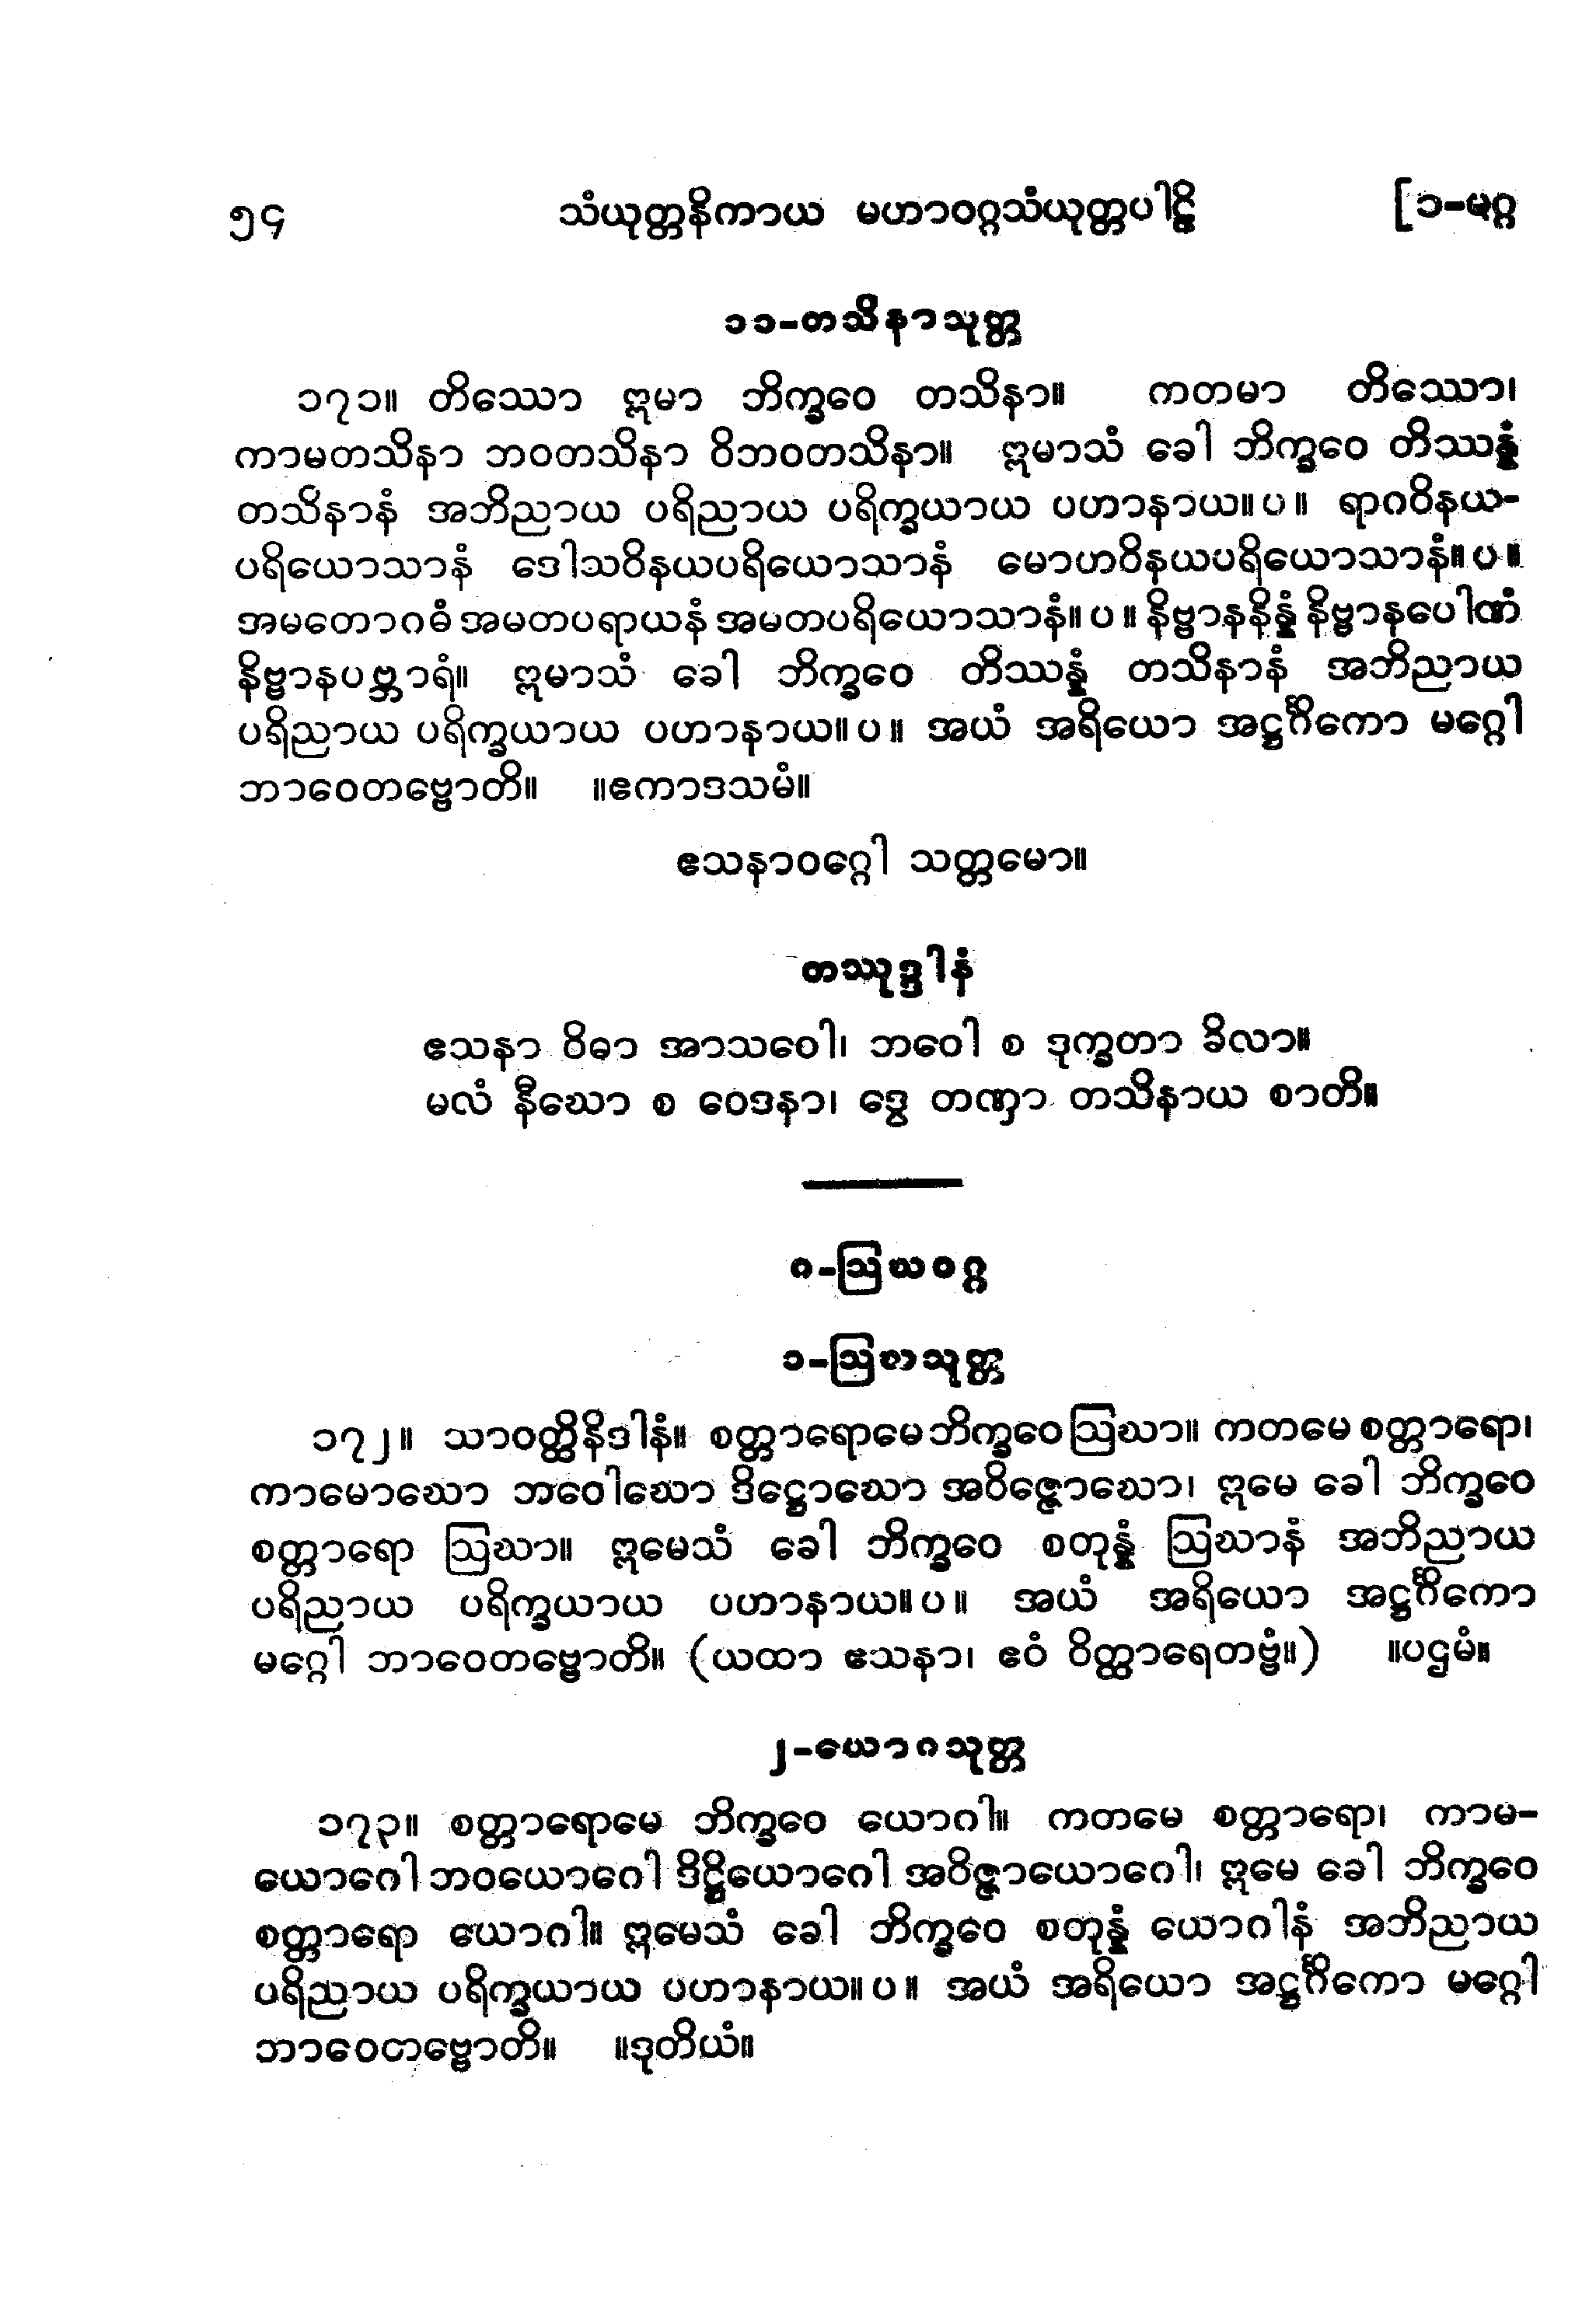 ၅၄ သံယုတ္တနိကာယ မဟာဝဂ္ဂသံယုတ္တပါဠိ [၁-မဂ္ဂ
၁၁-တသိနာသုတ္တ
၁၇၁။ တိဿော ဣမာ ဘိက္ခဝေ တသိနာ။ ကတမာ တိဿော၊
ကာမတသိနာ ဘဝတသိနာ ဝိဘဝတသိနာ။ ဣမာသံ ခေါ ဘိက္ခဝေ တိဿန္နံ
တသိနာနံ အဘိညာယ ပရိညာယ ပရိက္ခယာယ ပဟာနာယ။ ပ ။ ရာဂဝိနယ-
ပရိယောသာနံ ဒေါသဝိနယပရိယောသာနံ မောဟဝိနယပရိယောသာနံ။ ပ ။
အမတောဂဓံ အမတပရာယနံ အမတပရိယောသာနံ။ ပ ။ နိဗ္ဗာနနိန္နံ နိဗ္ဗာနပေါဏံ
နိဗ္ဗာနပဗ္ဘာရံ။ ဣမာသံ ခေါ ဘိက္ခဝေ တိဿန္နံ တသိနာနံ အဘိညာယ
ပရိညာယ ပရိက္ခယာယ ပဟာနာယ။ ပ ။ အယံ အရိယော အဋ္ဌင်္ဂိကော မဂ္ဂေါ
ဘာဝေတဗ္ဗောတိ။ ။ဧကာဒသမံ။
ဧသနာဝဂ္ဂေါ သတ္တမော။
တဿုဒ္ဒါနံ
ဧသနာ ဝိဓာ အာသဝေါ၊ ဘဝေါ စ ဒုက္ခတာ ခိလာ။
မလံ နီဃော စ ဝေဒနာ၊ ဒွေ တဏှာ တသိနာယ စာတိ။
၈-ဩဃဝဂ္ဂ
၁-ဩဃသုတ္တ
၁၇၂။ သာဝတ္ထိနိဒါနံ။ စတ္တာရောမေ ဘိက္ခဝေ ဩဃာ။ ကတမေ စတ္တာရော၊
ကာမောဃော ဘဝေါဃော ဒိဋ္ဌောဃော အဝိဇ္ဇောဃော၊ ဣမေ ခေါ ဘိက္ခဝေ
စတ္တာရော ဩဃာ။ ဣမေသံ ခေါ ဘိက္ခဝေ စတုန္နံ ဩဃာနံ အဘိညာယ
ပရိညာယ ပရိက္ခယာယ ပဟာနာယ။ ပ ။ အယံ အရိယော အဋ္ဌင်္ဂိကော
မဂ္ဂေါ ဘာဝေတဗ္ဗောတိ။ (ယထာ ဧသနာ၊ ဧဝံ ဝိတ္ထာရေတဗ္ဗံ။) ။ပဌမံ။
၂-ယောဂသုတ္တ
၁၇၃။ စတ္တာရောမေ ဘိက္ခဝေ ယောဂါ။ ကတမေ စတ္တာရော၊ ကာမ-
ယောဂေါ ဘဝယောဂေါ ဒိဋ္ဌိယောဂေါ အဝိဇ္ဇာယောဂေါ၊ ဣမေ ခေါ ဘိက္ခဝေ
စတ္တာရော ယောဂါ။ ဣမေသံ ခေါ ဘိက္ခဝေ စတုန္နံ ယောဂါနံ အဘိညာယ
ပရိညာယ ပရိက္ခယာယ ပဟာနာယ။ ပ ။ အယံ အရိယော အဋ္ဌင်္ဂိကော မဂ္ဂေါ
ဘာဝေတဗ္ဗောတိ။ ။ဒုတိယံ။